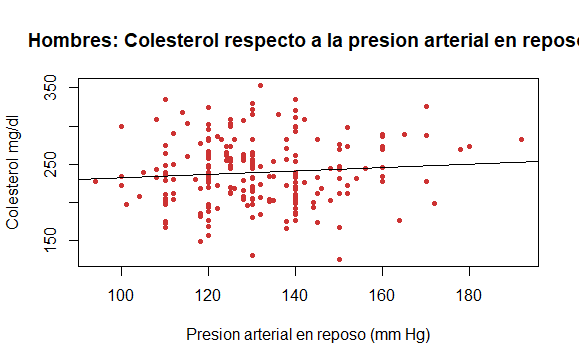 Hombres: Colesterol respecto a la presion arterial en reposo
Colesterol mg/dl
350
250
150
100 120 140 160 180
Presion arterial en reposo (mm Hg)